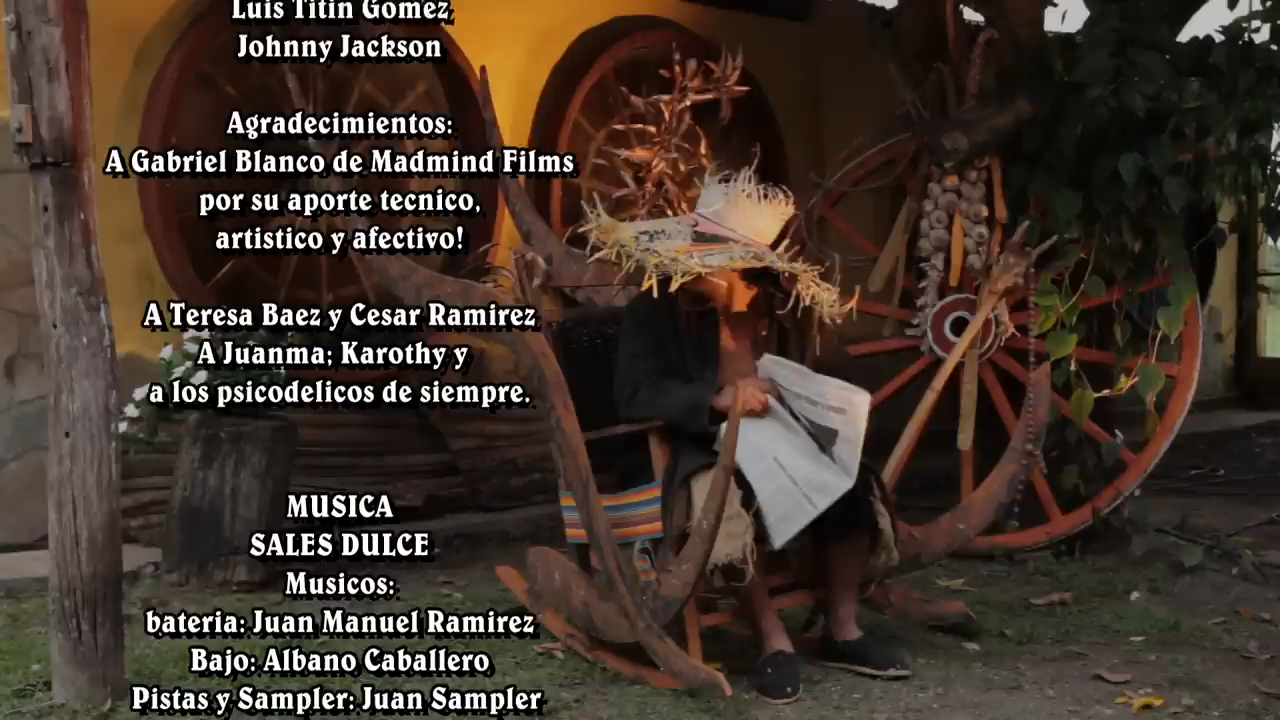 Luis Titin Gomez
Johnny Jackson
Agradecimientos:
A Gabriel Blanco de Madmind Films
por su aporte tecnico,
artistico y afectivo!
A Teresa Baez y Cesar Ramirez
A Juanma; Karothy y
a los psicodelicos de siempre.
MUSICA
SALES DULCE
Musicos:
bateria: Juan Manuel Ramirez
Bajo: Albano Caballero
Pistas y Sampler: Juan Sampler